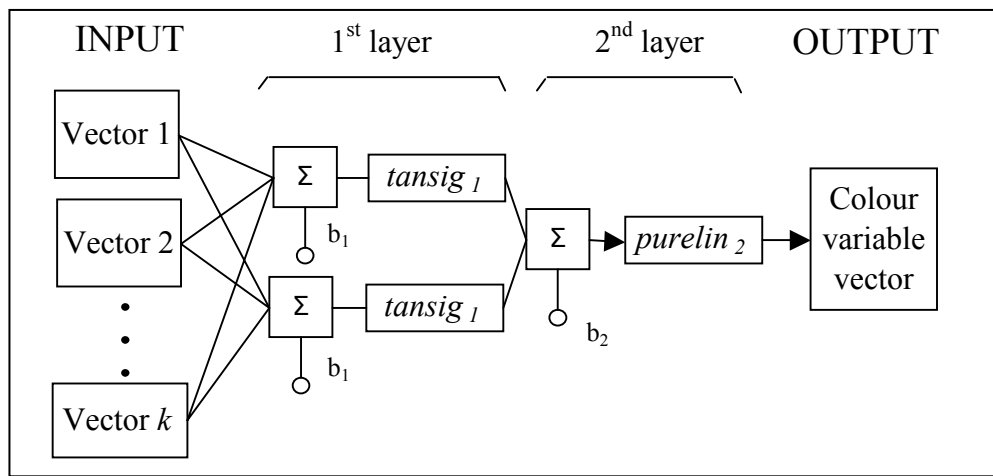 INPUT
1st layer
2nd layer
OUTPUT
Vector 1
Vector 2
Vector k
Σ
tansig 1
b1
Σ
tansig 1
b1
Σ
purelin 2
b2
Colour
variable
vector